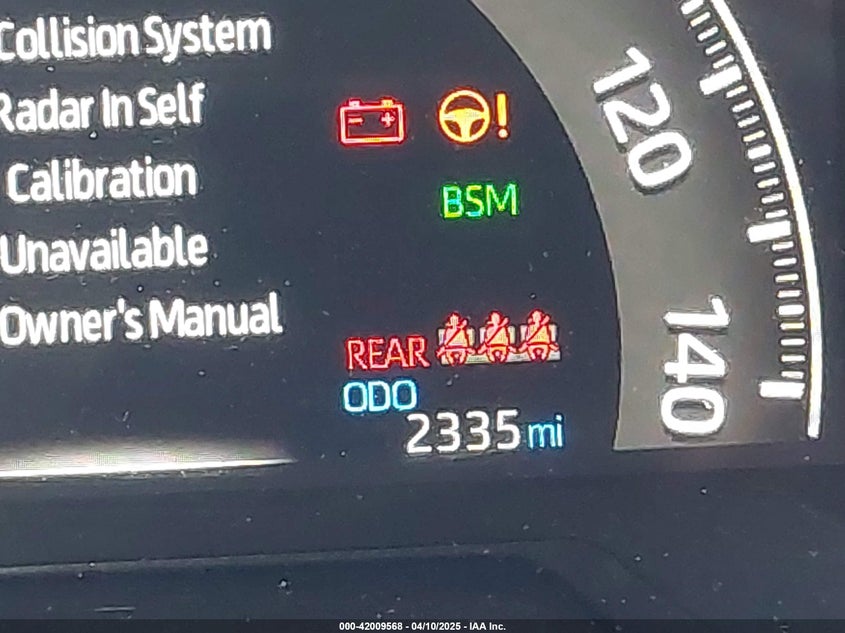 Collision System
Radar In Self
Calibration
Unavailable
Owner's Manual
BSM
REAR
ODO
2335 mi
120
140
000-42009568 - 04/10/2025 - IAA Inc.